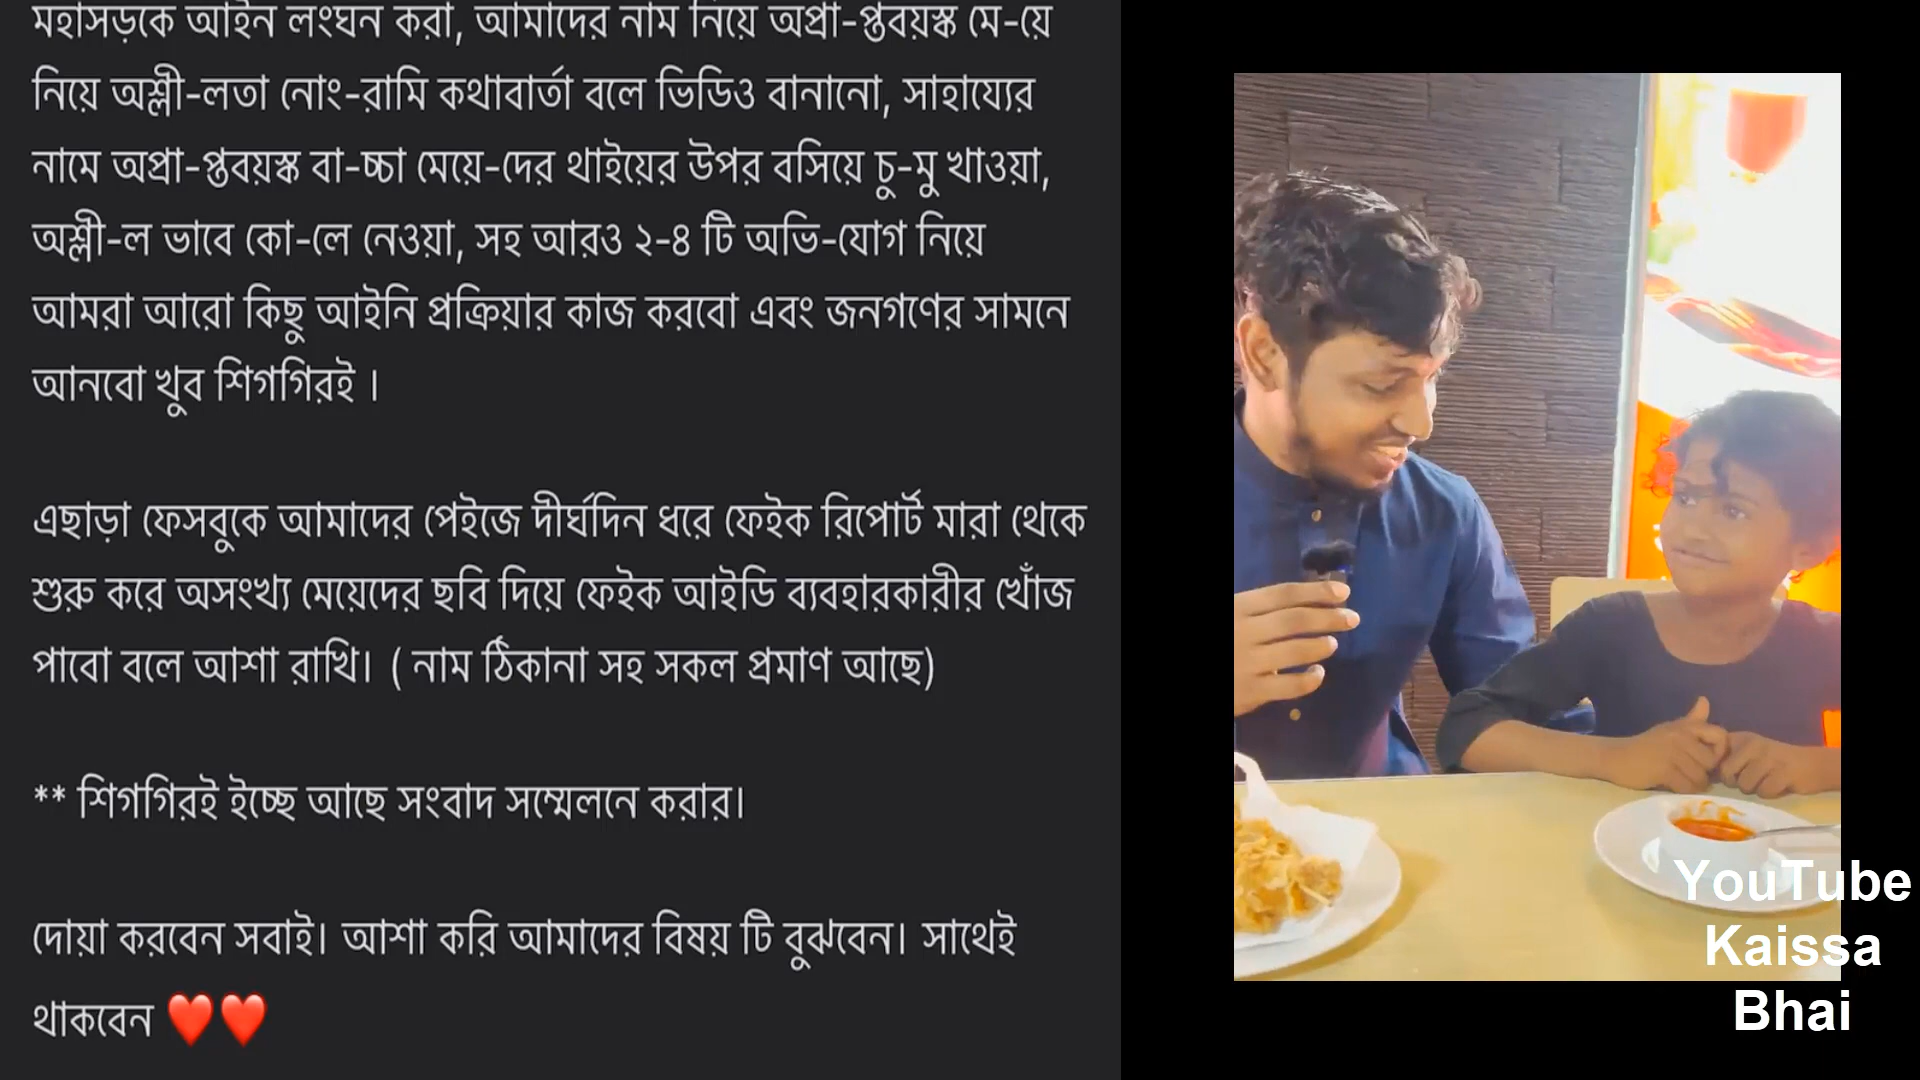 মহাসড়কে আইন লংঘন করা, আমাদের নাম নিয়ে অপ্রা-প্তবয়স্ক মে-য়ে
নিয়ে অশ্লী-লতা নোং-রামি কথাবার্তা বলে ভিডিও বানানো, সাহায্যের
নামে অপ্রা-প্তবয়স্ক বা-চ্চা মেয়ে-দের থাইয়ের উপর বসিয়ে চু-মু খাওয়া,
অশ্লী-ল ভাবে কো-লে নেওয়া, সহ আরও ২-৪ টি অভি-যোগ নিয়ে
আমরা আরো কিছু আইনি প্রক্রিয়ার কাজ করবো এবং জনগণের সামনে
আনবো খুব শিগগিরই ।
এছাড়া ফেসবুকে আমাদের পেইজে দীর্ঘদিন ধরে ফেইক রিপোর্ট মারা থেকে
শুরু করে অসংখ্য মেয়েদের ছবি দিয়ে ফেইক আইডি ব্যবহারকারীর খোঁজ
পাবো বলে আশা রাখি। ( নাম ঠিকানা সহ সকল প্রমাণ আছে)
** শিগগিরই ইচ্ছে আছে সংবাদ সম্মেলনে করার।
দোয়া করবেন সবাই। আশা করি আমাদের বিষয় টি বুঝবেন। সাথেই
থাকবেন ❤️❤️
YouTube
Kaissa
Bhai